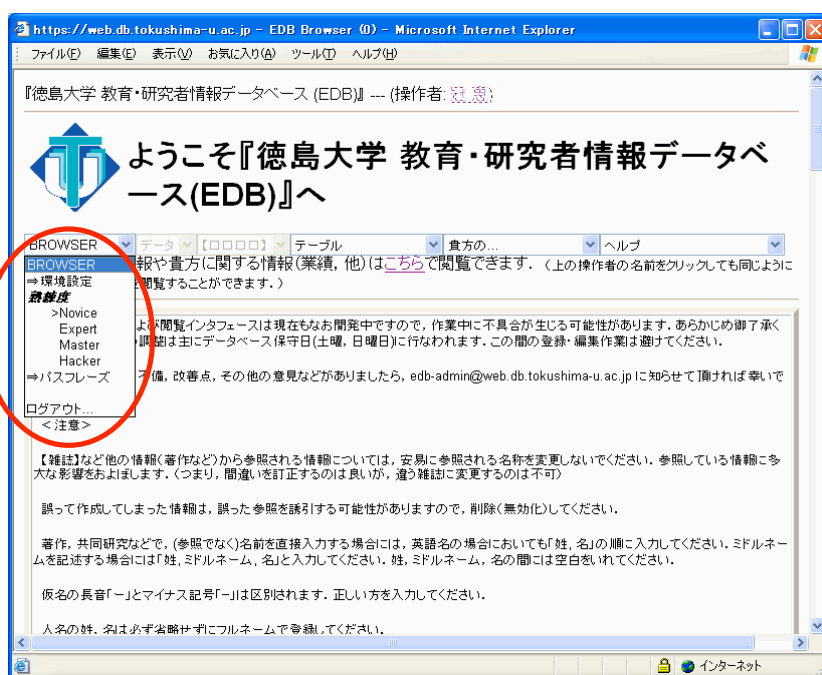 https://web.db.tokushima-u.ac.jp - EDB Browser (0) - Microsoft Internet Explorer
ファイル(F) 編集(E) 表示(V) お気に入り(A) ツール(T) ヘルプ(H)
『徳島大学 教育・研究者情報データベース (EDB)』 --- (操作者:
ようこそ『徳島大学 教育・研究者情報データベ
ース(EDB)』へ
BROWSER データ 【□□□□】 テーブル 貴方の... ヘルプ
BROWSER 報や貴方に関する情報(業績, 他)は こちら で閲覧できます. (上の操作者の名前をクリックしても同じように
⇒環境設定 を閲覧することができます.)
熟練度
>Novice
Expert よび閲覧インタフェースは現在もなお開発中ですので, 作業中に不具合が生じる可能性があります. あらかじめ御了承く
Master 調整は主にデータベース保守日(土曜, 日曜日)に行なわれます. この間の登録・編集作業は避けてください.
Hacker
⇒パスフレーズ 不備, 改善点, その他の意見などがありましたら, edb-admin@web.db.tokushima-u.ac.jp に知らせて頂ければ幸いで
ログアウト...
<注意>
【雑誌】など他の情報(著作など)から参照される情報については, 安易に参照される名称を変更しないでください. 参照している情報に多
大な影響をおよぼします. (つまり, 間違いを訂正するのは良いが, 違う雑誌に変更するのは不可)
誤って作成してしまった情報は, 誤った参照を誘引する可能性がありますので, 削除(無効化)してください.
著作, 共同研究などで, (参照でなく)名前を直接入力する場合には, 英語名の場合においても「姓, 名」の順に入力してください. ミドルネー
ムを記述する場合には「姓, ミドルネーム, 名」と入力してください. 姓, ミドルネーム, 名の間には空白をいれてください.
仮名の長音「ー」とマイナス記号「-」は区別されます. 正しい方を入力してください.
人名の姓, 名は必ず省略せずにフルネームで登録してください.
インターネット